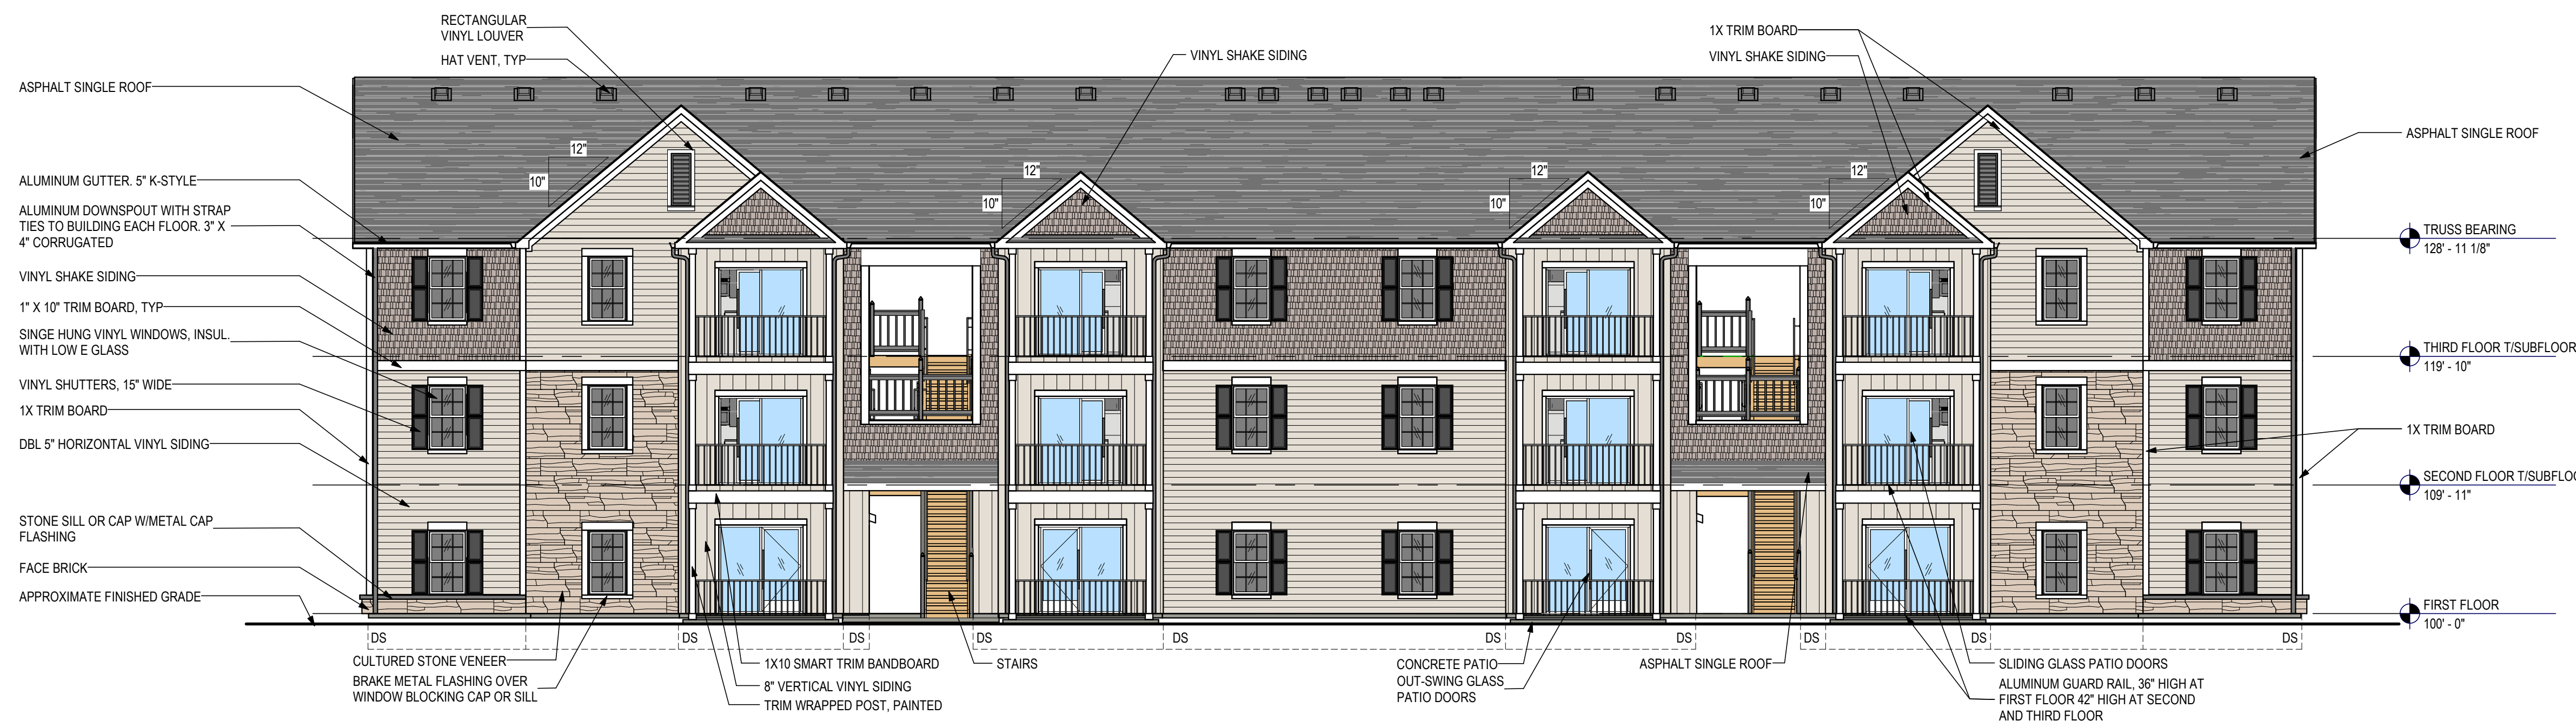 RECTANGULAR
VINYL LOUVER
HAT VENT, TYP
VINYL SHAKE SIDING
1X TRIM BOARD
VINYL SHAKE SIDING
ASPHALT SINGLE ROOF
ASPHALT SINGLE ROOF
12"
10"
12"
10"
12"
10"
12"
10"
ALUMINUM GUTTER. 5" K-STYLE
ALUMINUM DOWNSPOUT WITH STRAP
TIES TO BUILDING EACH FLOOR. 3" X
4" CORRUGATED
VINYL SHAKE SIDING
1" X 10" TRIM BOARD, TYP
SINGE HUNG VINYL WINDOWS, INSUL.
WITH LOW E GLASS
VINYL SHUTTERS, 15" WIDE
1X TRIM BOARD
DBL 5" HORIZONTAL VINYL SIDING
STONE SILL OR CAP W/METAL CAP
FLASHING
FACE BRICK
APPROXIMATE FINISHED GRADE
TRUSS BEARING
128' - 11 1/8"
THIRD FLOOR T/SUBFLOOR
119' - 10"
1X TRIM BOARD
SECOND FLOOR T/SUBFLOO
109' - 11"
FIRST FLOOR
100' - 0"
DS
DS
DS
DS
DS
DS
DS
DS
DS
DS
CULTURED STONE VENEER
BRAKE METAL FLASHING OVER
WINDOW BLOCKING CAP OR SILL
1X10 SMART TRIM BANDBOARD
8" VERTICAL VINYL SIDING
TRIM WRAPPED POST, PAINTED
STAIRS
CONCRETE PATIO
OUT-SWING GLASS
PATIO DOORS
ASPHALT SINGLE ROOF
SLIDING GLASS PATIO DOORS
ALUMINUM GUARD RAIL, 36" HIGH AT
FIRST FLOOR 42" HIGH AT SECOND
AND THIRD FLOOR